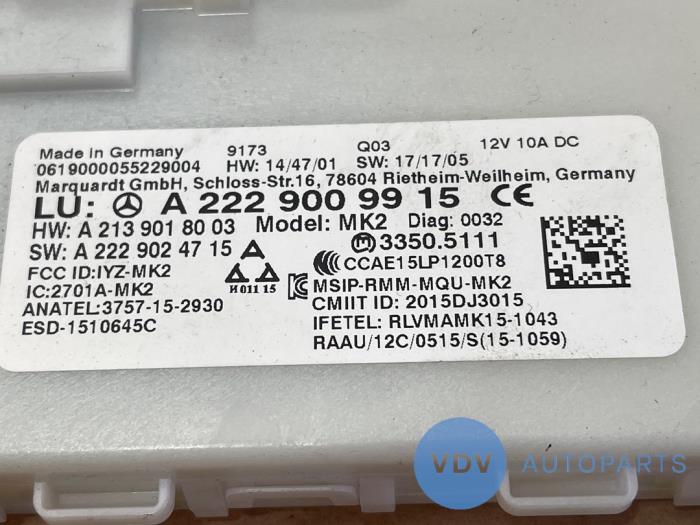 Made in Germany 9173 Q03 12V 10A DC
0619000055229004 HW: 14/47/01 SW: 17/17/05
Marquardt GmbH, Schloss-Str.16, 78604 Rietheim-Weilheim, Germany
LU: A 222 900 99 15 CE
HW: A 213 901 80 03 Model: MK2 Diag: 0032
SW: A 222 902 47 15 A 3350.5111
CCAE15LP1200T8
FCC ID:IYZ-MK2 И011 15 MSIP-RMM-MQU-MK2
IC:2701A-MK2 CMIIT ID: 2015DJ3015
ANATEL:3757-15-2930 IFETEL: RLVMAMK15-1043
ESD-1510645C RAAU/12C/0515/S(15-1059)
VDV AUTOPARTS